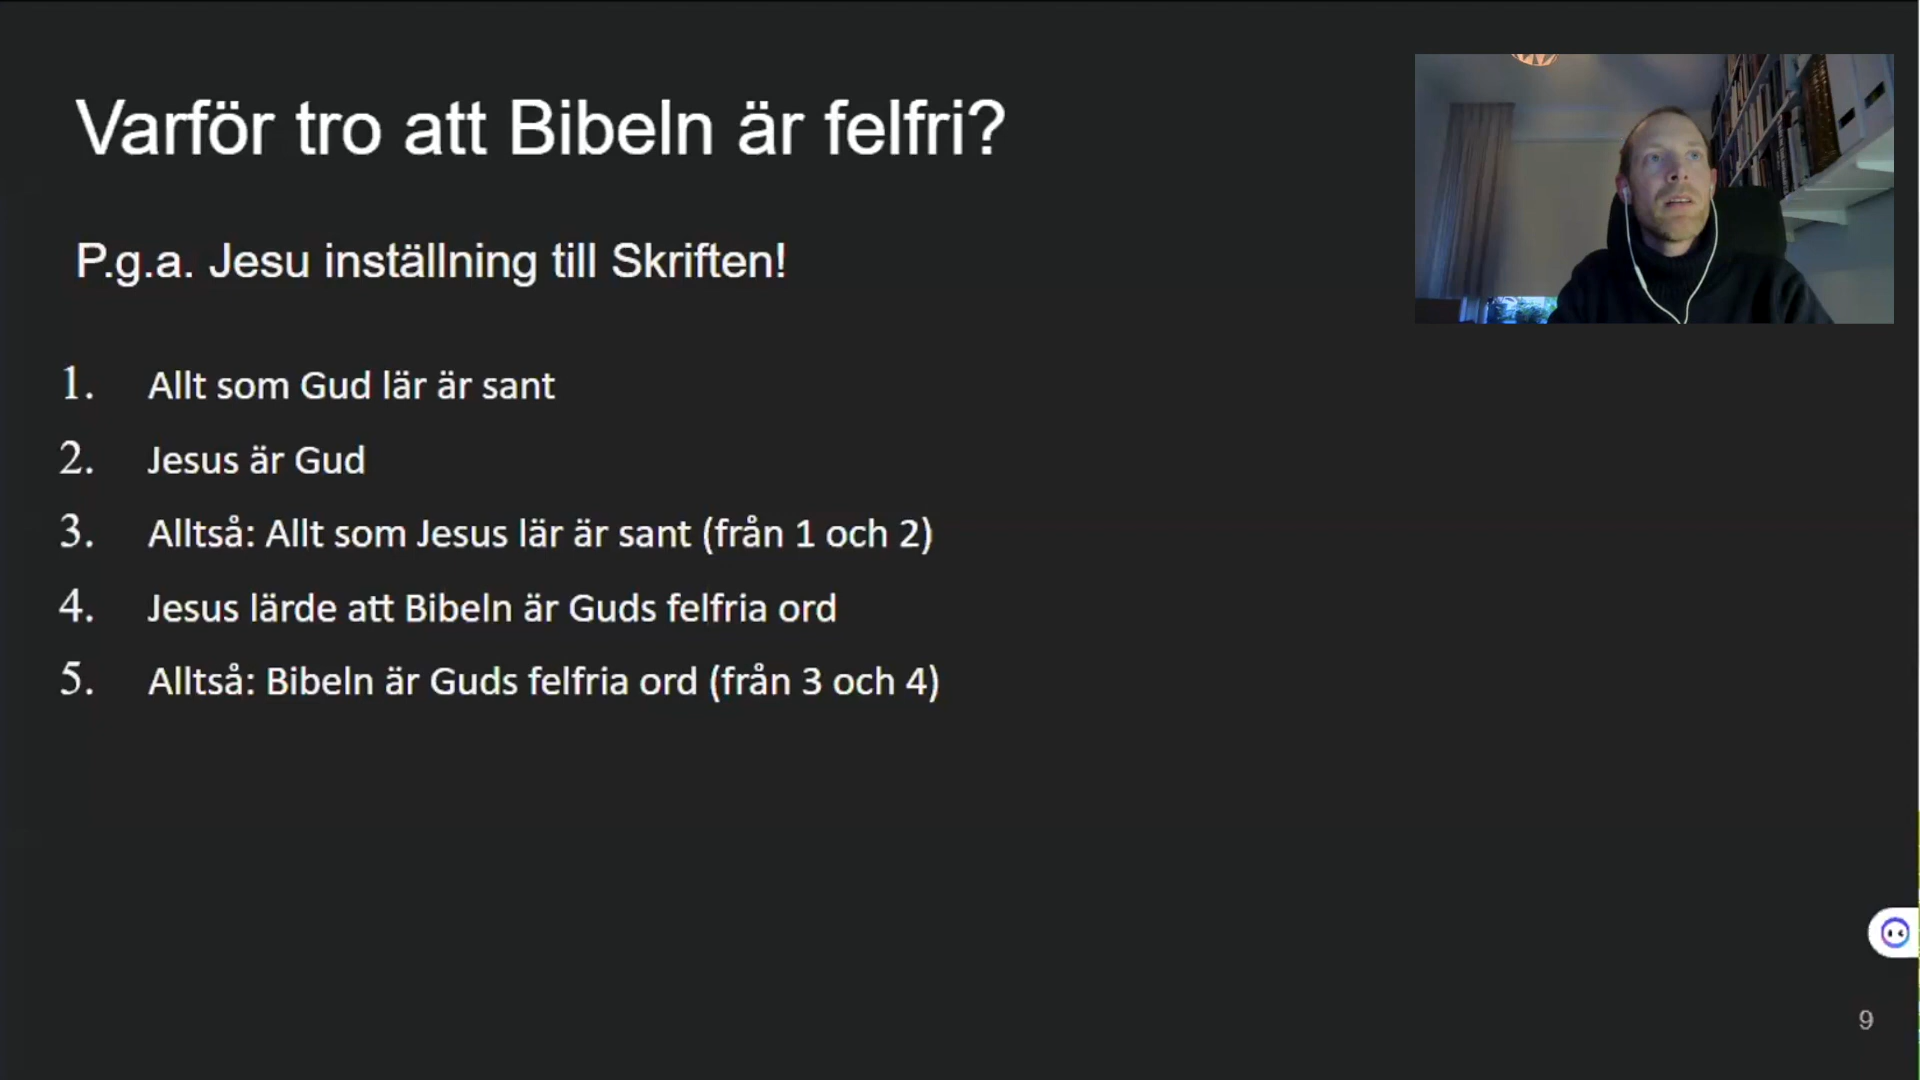 Varför tro att Bibeln är felfri?
P.g.a. Jesu inställning till Skriften!
1. Allt som Gud lär är sant
2. Jesus är Gud
3. Alltså: Allt som Jesus lär är sant (från 1 och 2)
4. Jesus lärde att Bibeln är Guds felfria ord
5. Alltså: Bibeln är Guds felfria ord (från 3 och 4)
9